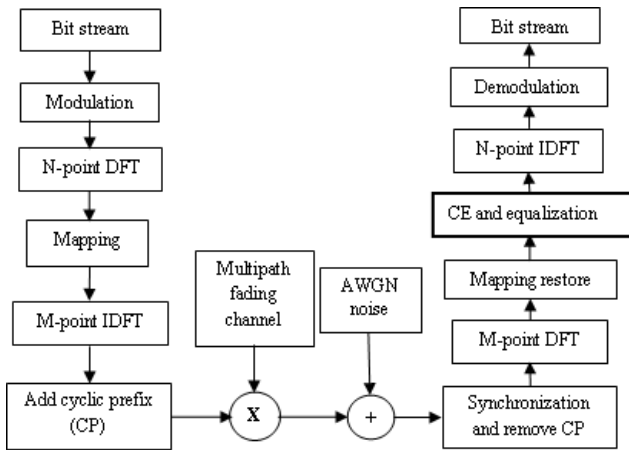 Bit stream
Modulation
N-point DFT
Mapping
M-point IDFT
Add cyclic prefix
(CP)
Multipath
fading
channel
X
AWGN
noise
+
Synchronization
and remove CP
M-point DFT
Mapping restore
CE and equalization
N-point IDFT
Demodulation
Bit stream